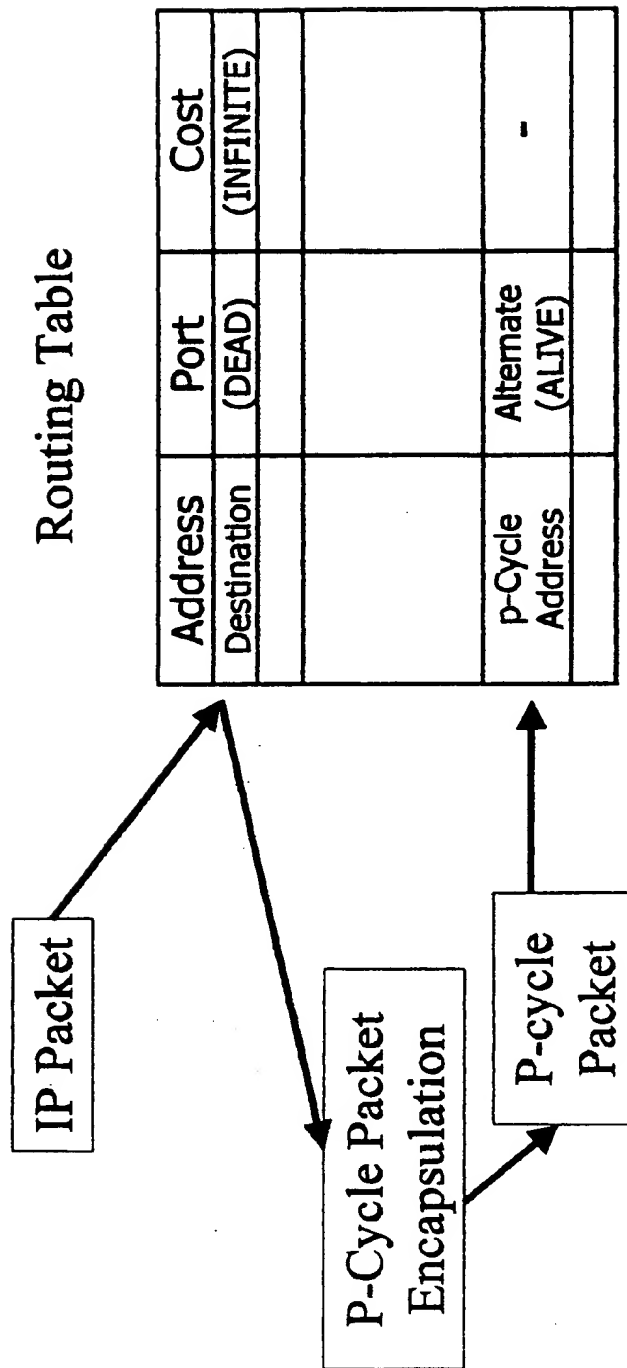 Routing Table
Address Port Cost
Destination (DEAD) (INFINITE)
p-Cycle Address Alternate (ALIVE) -
IP Packet
P-Cycle Packet
Encapsulation
P-cycle
Packet